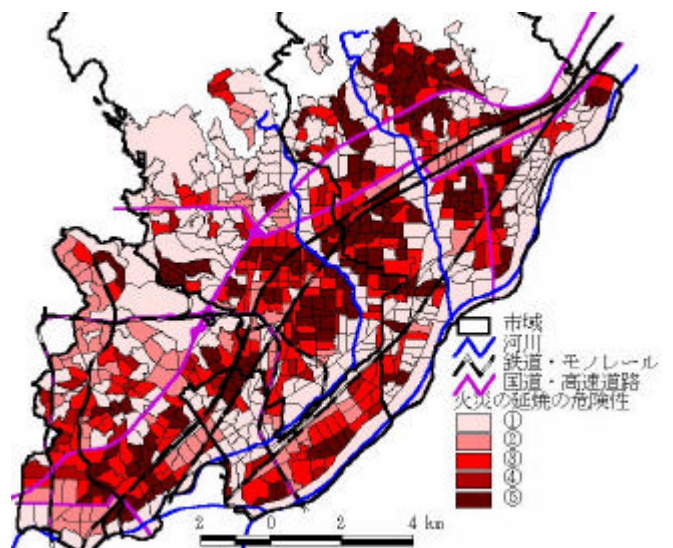 市域
河川
鉄道・モノレール
国道・高速道路
火災の延焼の危険性
①
②
③
④
⑤
2 0 2 4 km